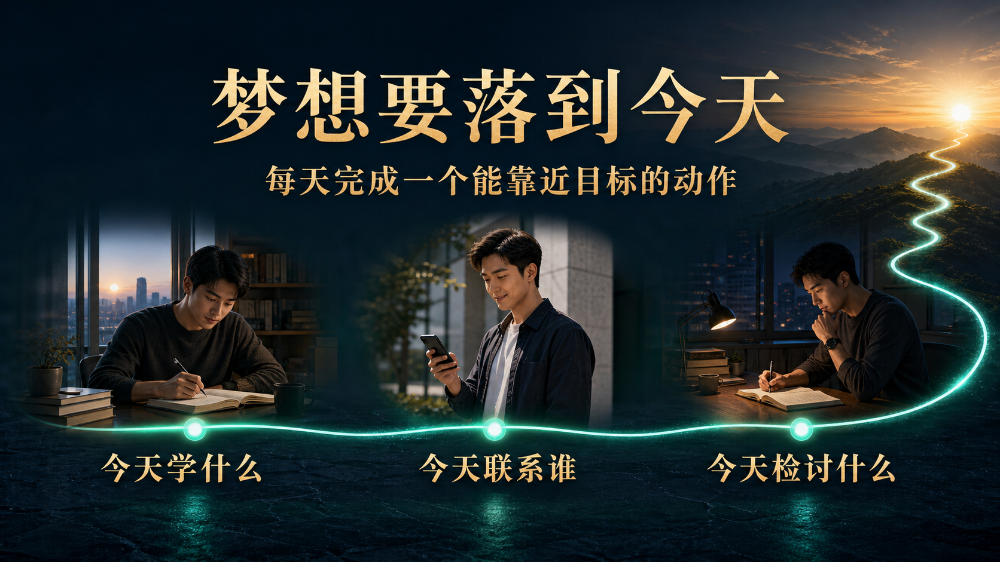 梦想要落到今天
每天完成一个能靠近目标的动作
今天学什么
今天联系谁
今天检讨什么